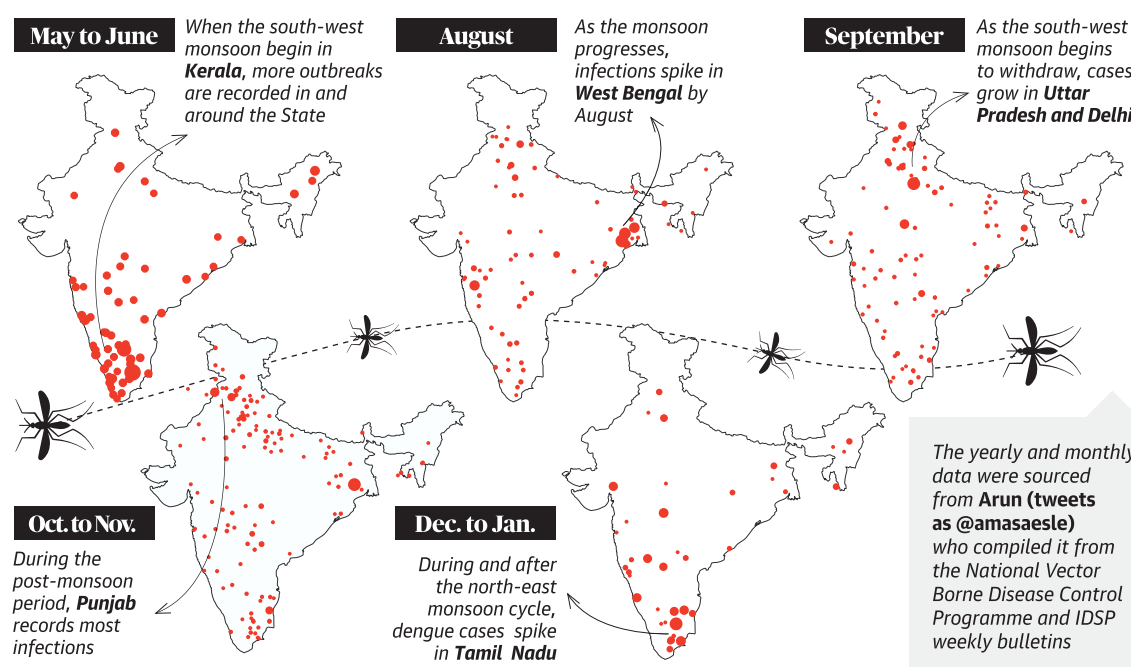 May to June
When the south-west
monsoon begin in
Kerala, more outbreaks
are recorded in and
around the State
August
As the monsoon
progresses,
infections spike in
West Bengal by
August
September
As the south-west
monsoon begins
to withdraw, cases
grow in Uttar
Pradesh and Delhi
Oct. to Nov.
During the
post-monsoon
period, Punjab
records most
infections
Dec. to Jan.
During and after
the north-east
monsoon cycle,
dengue cases spike
in Tamil Nadu
The yearly and monthly
data were sourced
from Arun (tweets
as @amasaesle)
who compiled it from
the National Vector
Borne Disease Control
Programme and IDSP
weekly bulletins